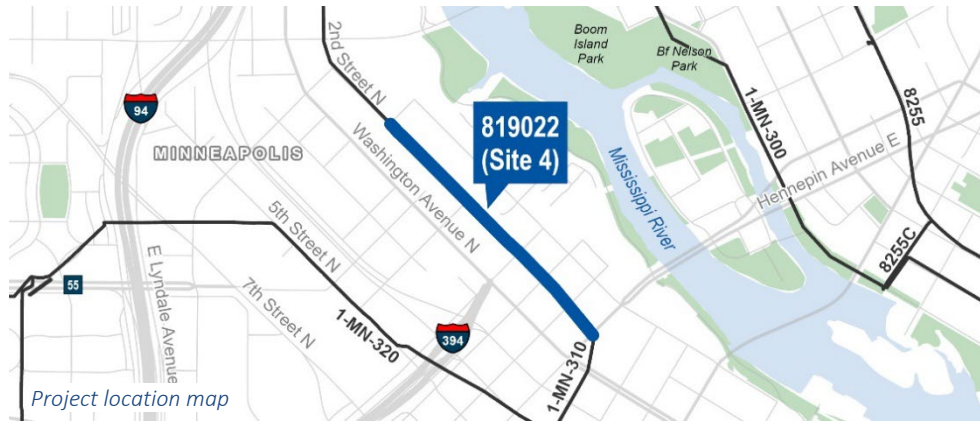 2nd Street N
Boom
Island
Park
Bf Nelson
Park
94
819022
(Site 4)
1-MN-300
8255
MINNEAPOLIS
Washington Avenue N
Mississippi River
Hennepin Avenue E
5th Street N
E Lyndale Avenue
55
7th Street N
1-MN-320
394
1-MN-310
8255C
Project location map